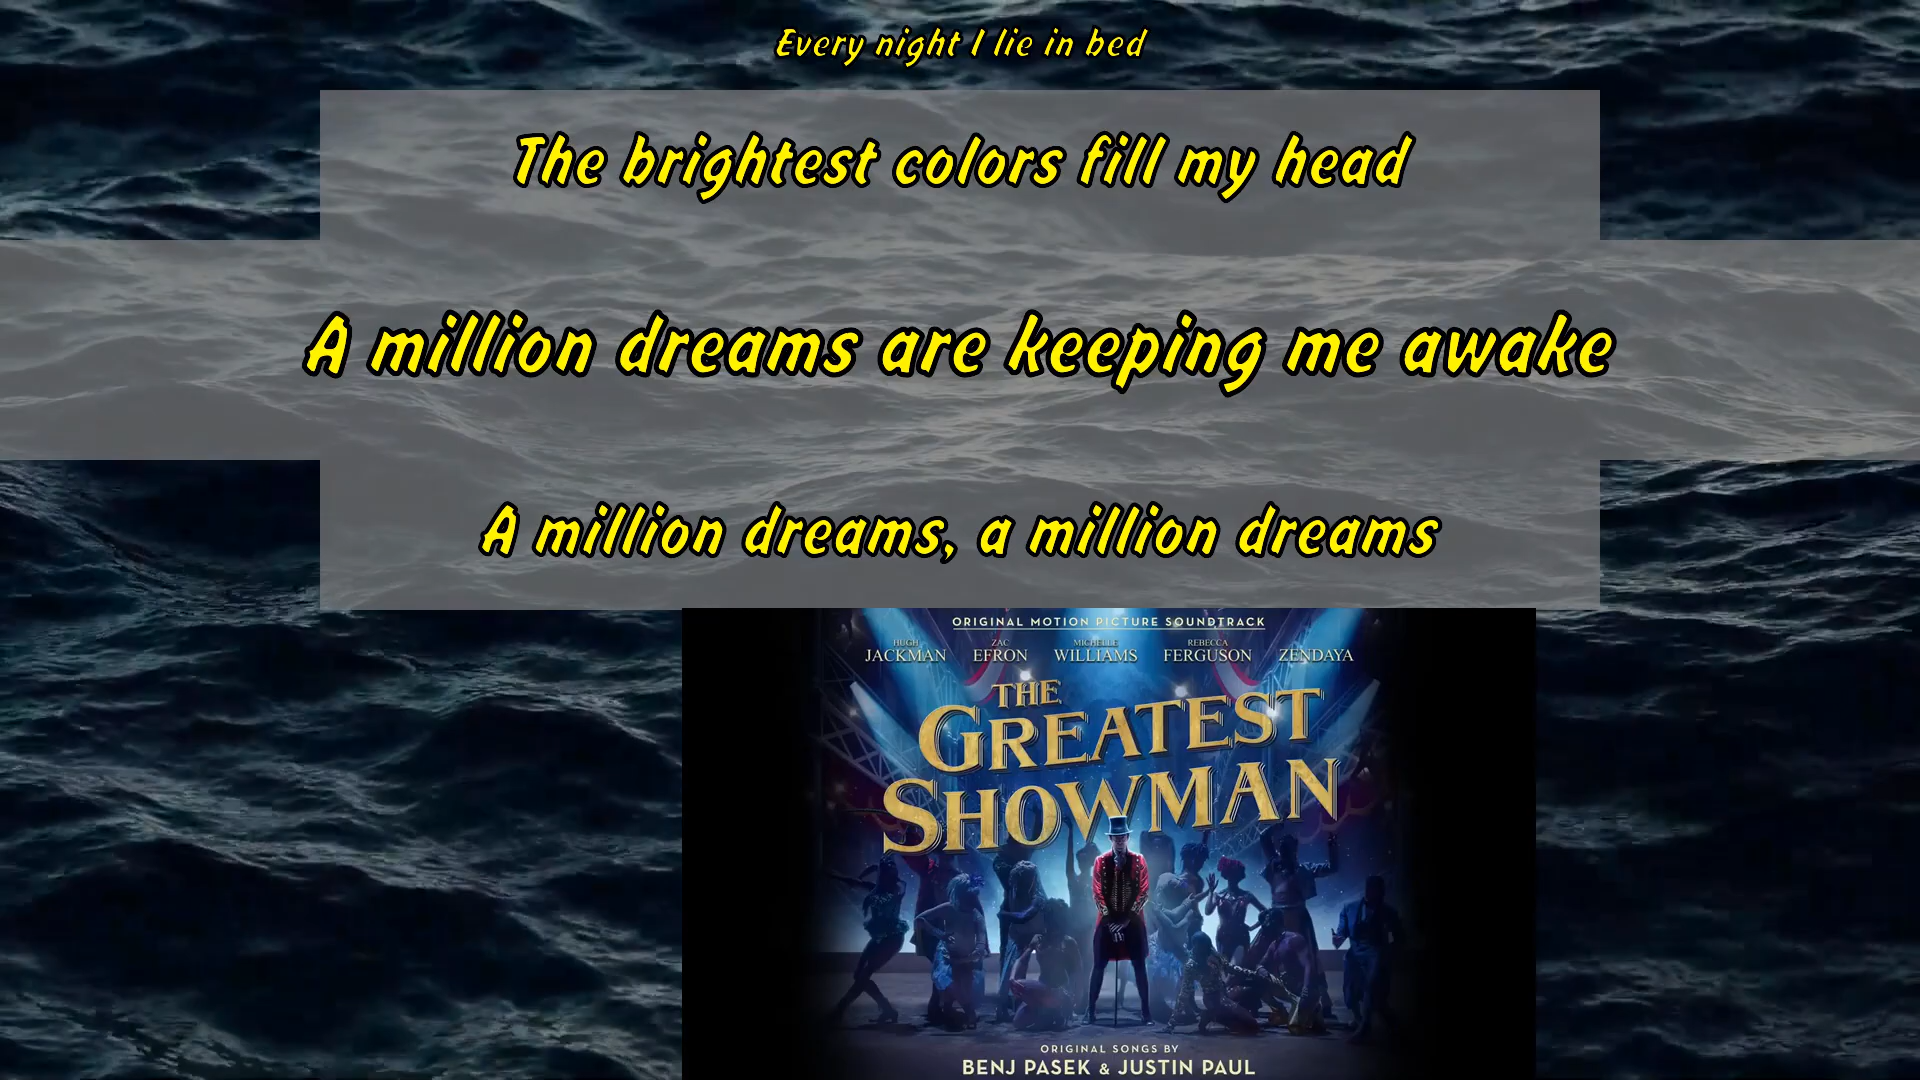 Every night I lie in bed
The brightest colors fill my head
A million dreams are keeping me awake
A million dreams, a million dreams
ORIGINAL MOTION PICTURE SOUNDTRACK
HUGH JACKMAN ZAC EFRON MICHELLE WILLIAMS REBECCA FERGUSON ZENDAYA
THE
GREATEST
SHOWMAN
ORIGINAL SONGS BY
BENJ PASEK & JUSTIN PAUL